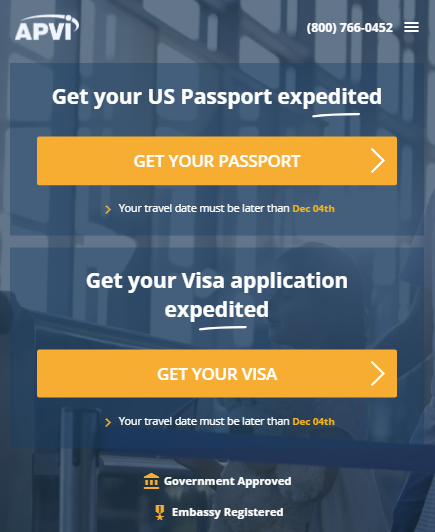 APVI
(800) 766-0452
Get your US Passport expedited
GET YOUR PASSPORT
Your travel date must be later than Dec 04th
Get your Visa application
expedited
GET YOUR VISA
Your travel date must be later than Dec 04th
Government Approved
Embassy Registered